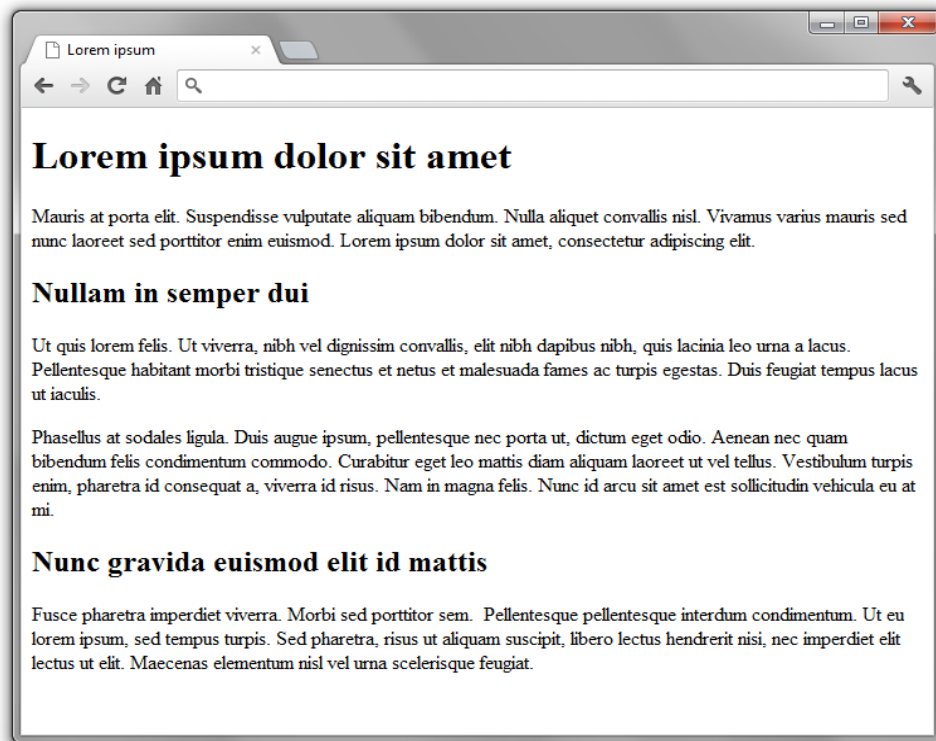 Lorem ipsum
Lorem ipsum dolor sit amet
Mauris at porta elit. Suspendisse vulputate aliquam bibendum. Nulla aliquet convallis nisl. Vivamus varius mauris sed
nunc laoreet sed porttitor enim euismod. Lorem ipsum dolor sit amet, consectetur adipiscing elit.
Nullam in semper dui
Ut quis lorem felis. Ut viverra, nibh vel dignissim convallis, elit nibh dapibus nibh, quis lacinia leo urna a lacus.
Pellentesque habitant morbi tristique senectus et netus et malesuada fames ac turpis egestas. Duis feugiat tempus lacus
ut iaculis.
Phasellus at sodales ligula. Duis augue ipsum, pellentesque nec porta ut, dictum eget odio. Aenean nec quam
bibendum felis condimentum commodo. Curabitur eget leo mattis diam aliquam laoreet ut vel tellus. Vestibulum turpis
enim, pharetra id consequat a, viverra id risus. Nam in magna felis. Nunc id arcu sit amet est sollicitudin vehicula eu at
mi.
Nunc gravida euismod elit id mattis
Fusce pharetra imperdiet viverra. Morbi sed porttitor sem.  Pellentesque pellentesque interdum condimentum. Ut eu
lorem ipsum, sed tempus turpis. Sed pharetra, risus ut aliquam suscipit, libero lectus hendrerit nisi, nec imperdiet elit
lectus ut elit. Maecenas elementum nisl vel urna scelerisque feugiat.